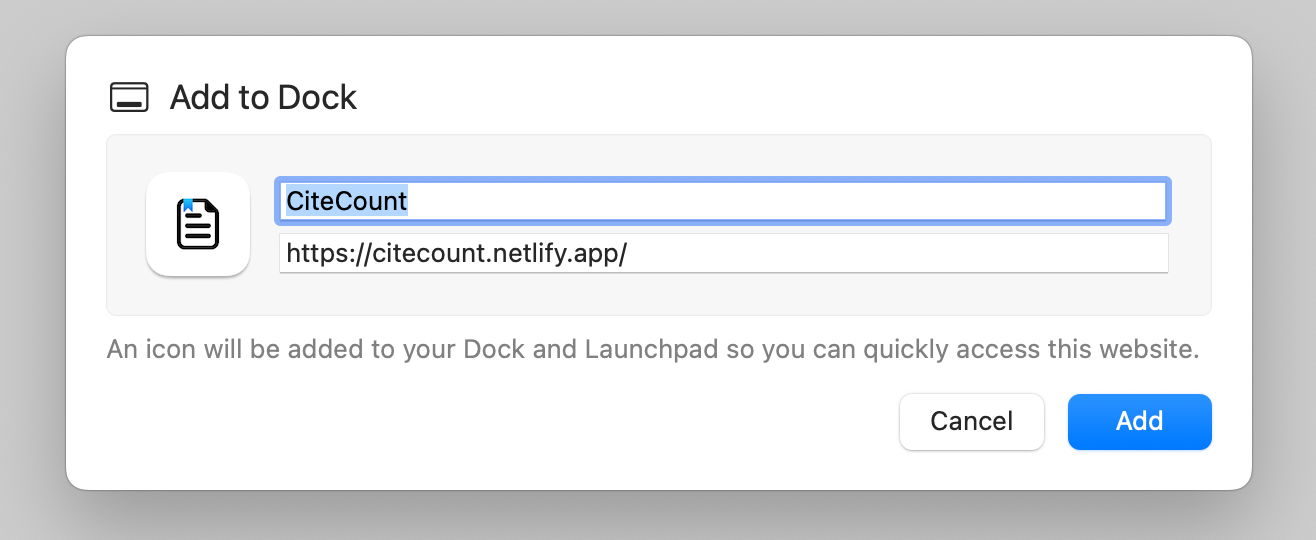 Add to Dock
CiteCount
https://citecount.netlify.app/
An icon will be added to your Dock and Launchpad so you can quickly access this website.
Cancel
Add